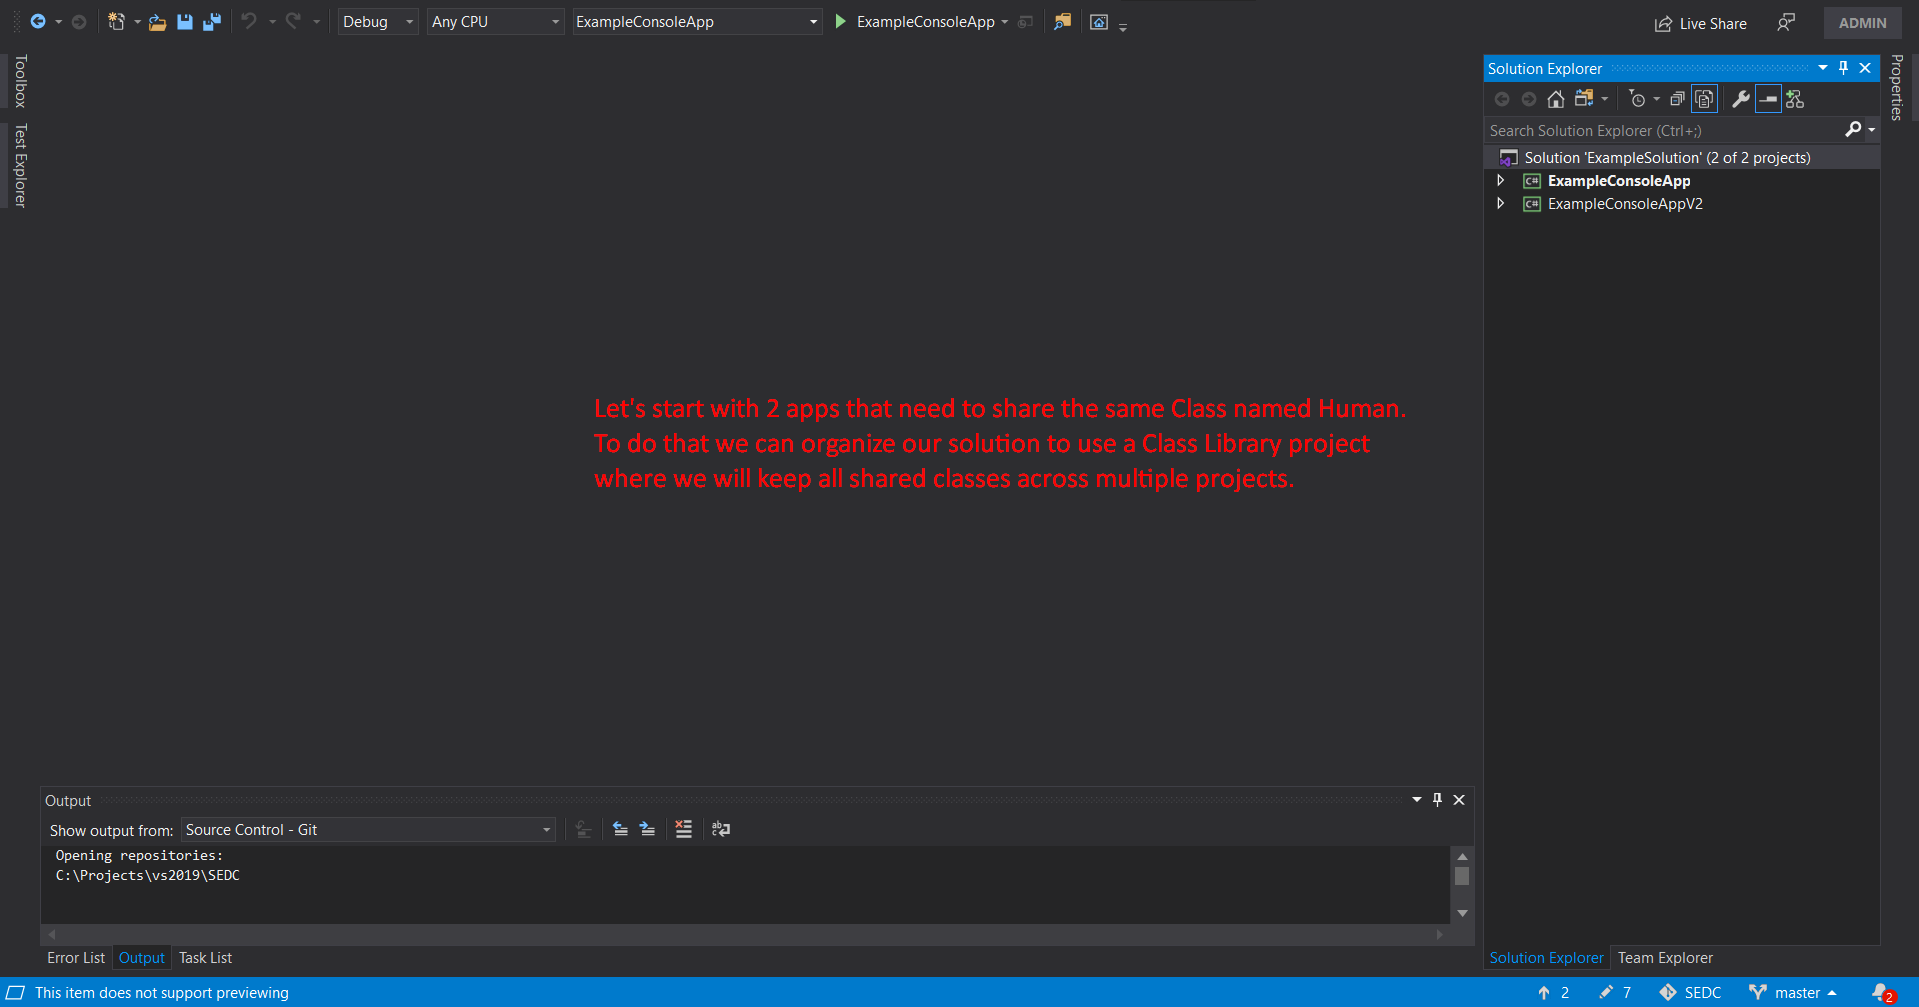 Debug
Any CPU
ExampleConsoleApp
ExampleConsoleApp
Live Share
ADMIN
Toolbox
Test Explorer
Let's start with 2 apps that need to share the same Class named Human.
To do that we can organize our solution to use a Class Library project
where we will keep all shared classes across multiple projects.
Solution Explorer
Search Solution Explorer (Ctrl+;)
Solution 'ExampleSolution' (2 of 2 projects)
C# ExampleConsoleApp
C# ExampleConsoleAppV2
Properties
Output
Show output from: Source Control - Git
Opening repositories:
C:\Projects\vs2019\SEDC
Error List
Output
Task List
Solution Explorer
Team Explorer
This item does not support previewing
2
7
SEDC
master
2